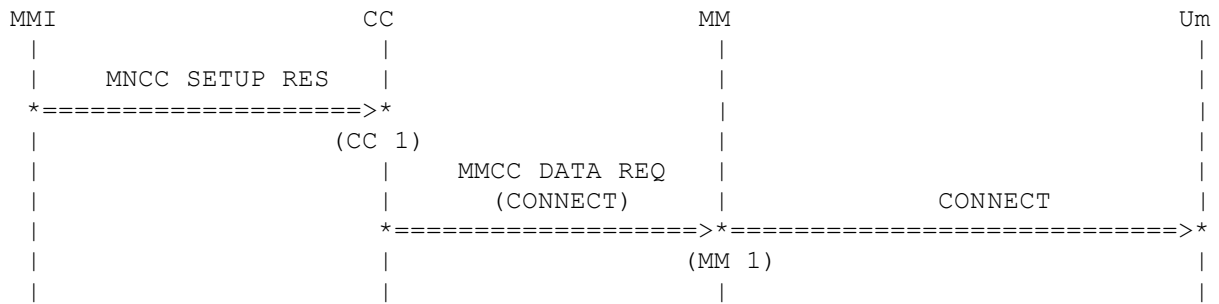 MMI CC MM Um
| | | |
| MNCC SETUP RES | | |
*====================>* | |
| (CC 1) | |
| | MMCC DATA REQ | |
| | (CONNECT) | CONNECT |
| *===================>*============================>*
| | (MM 1) |
| | | |